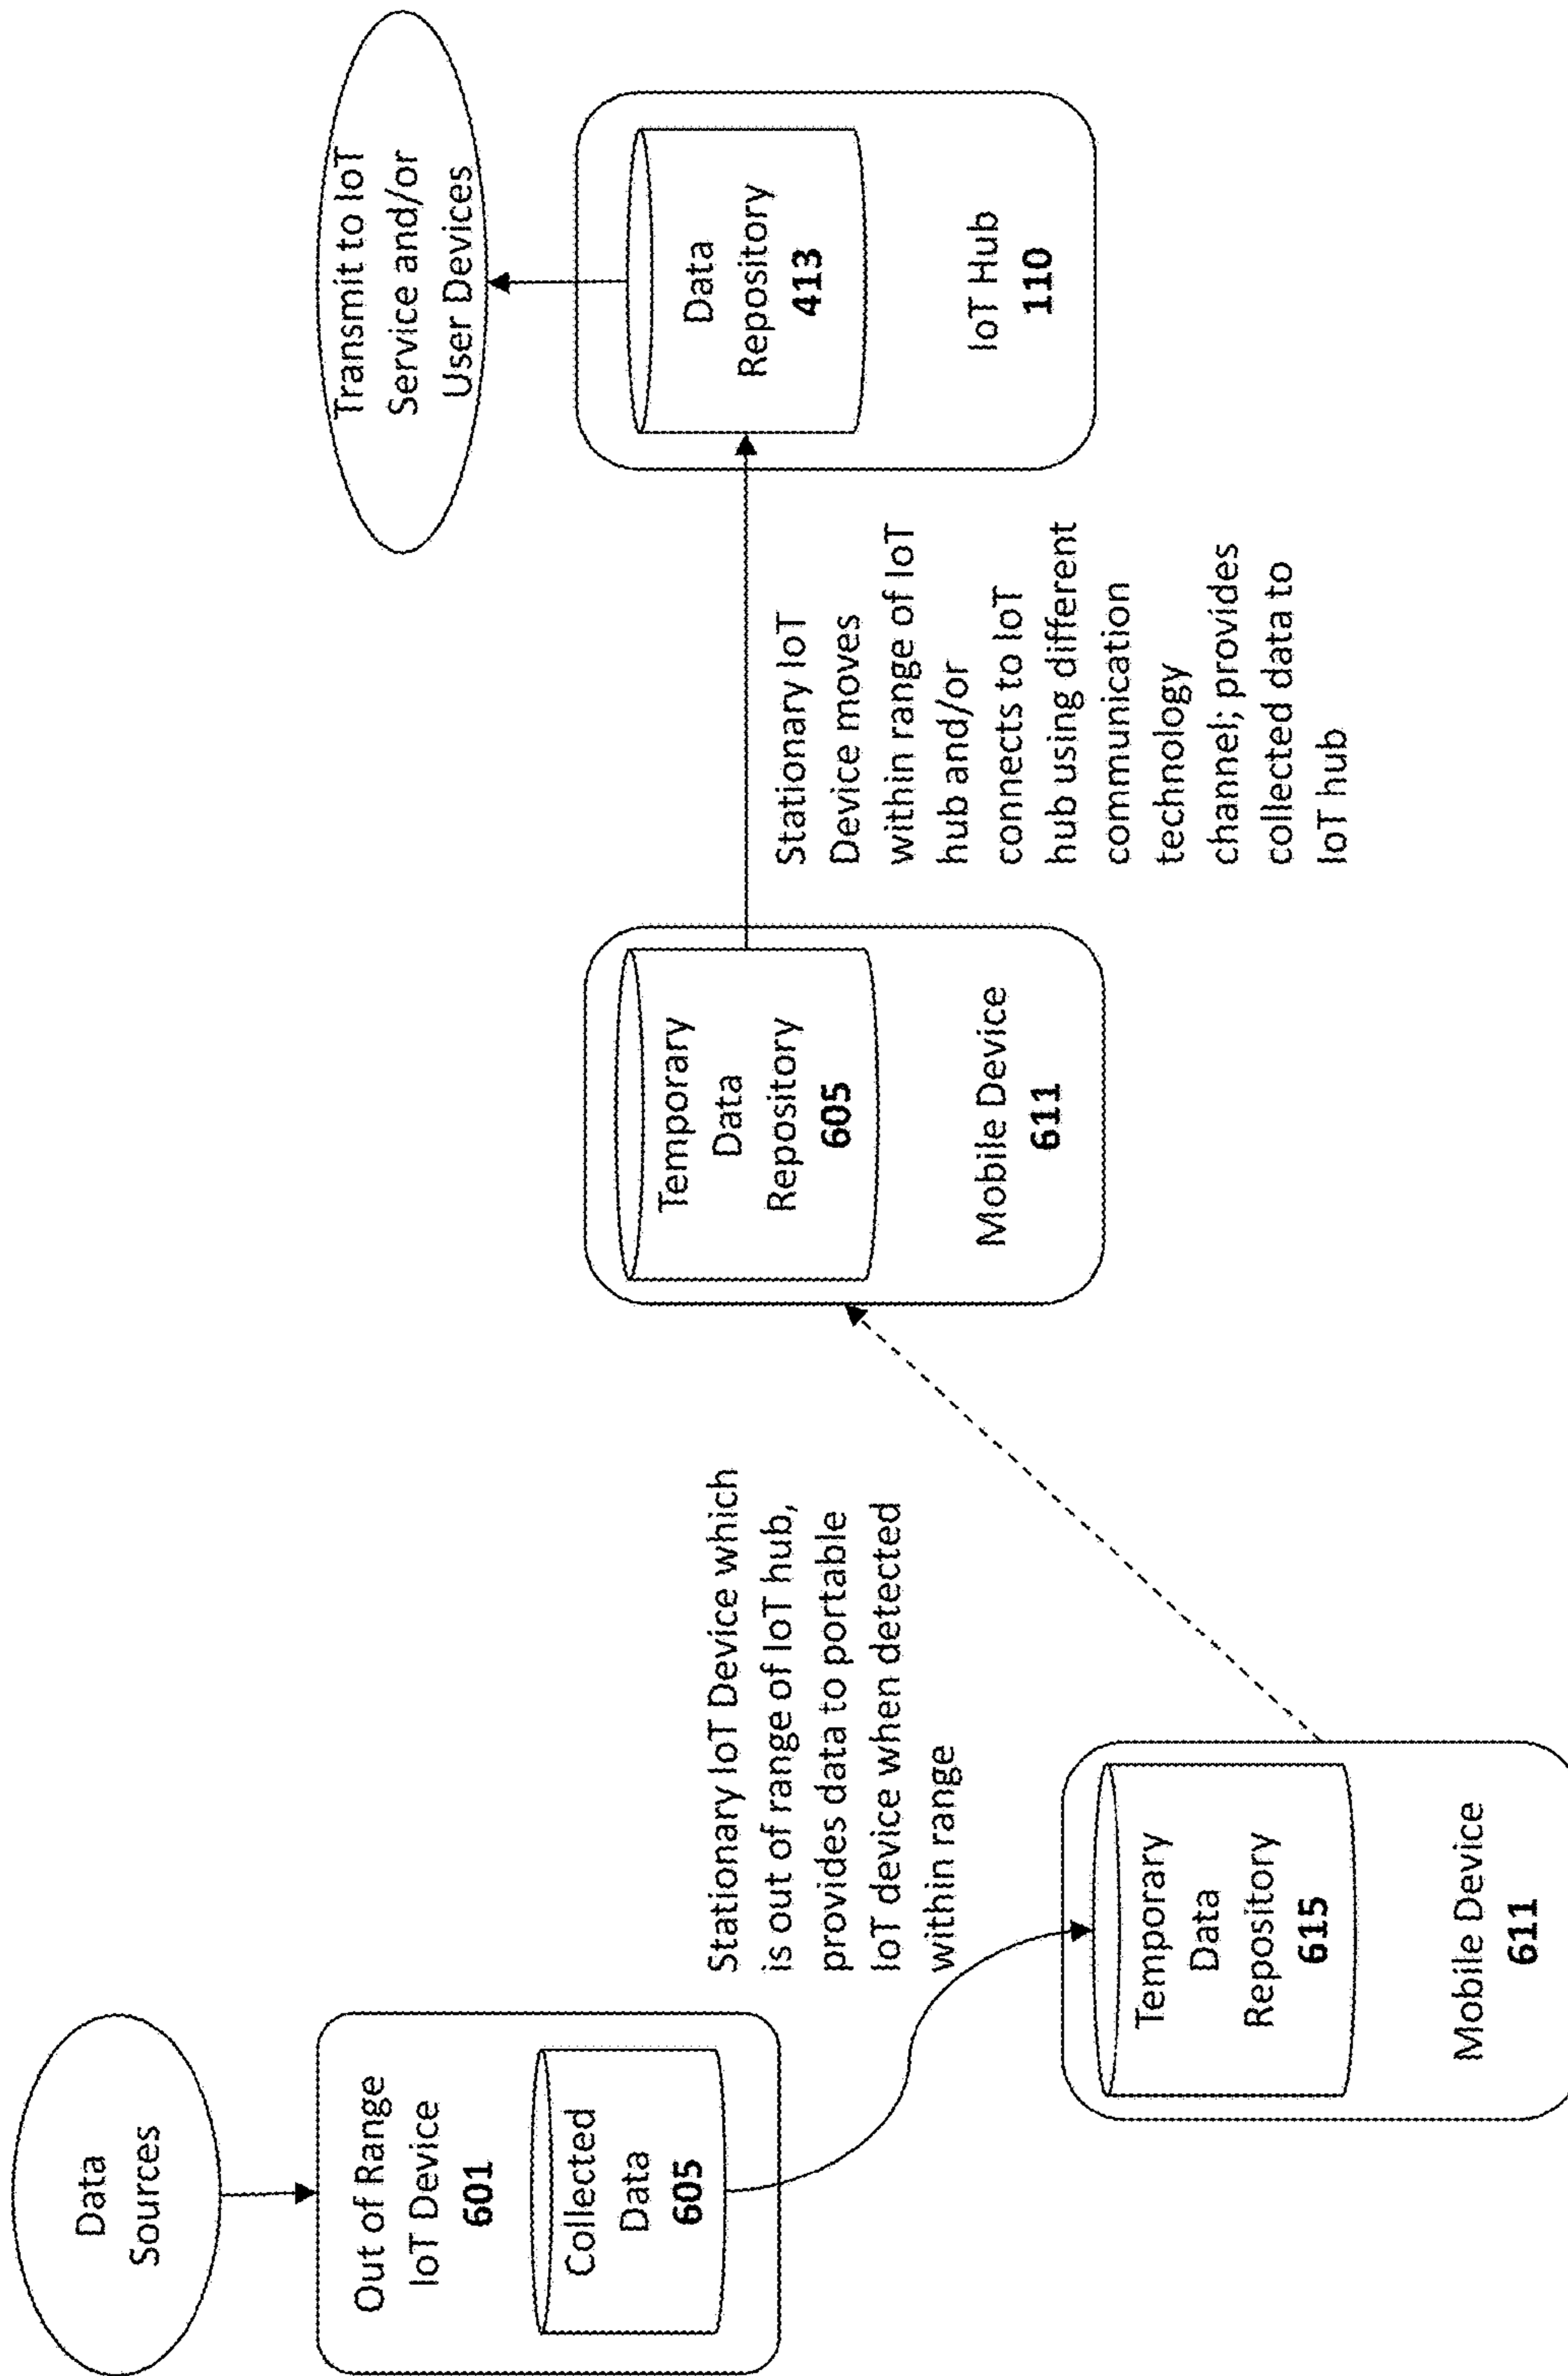 Data
Sources
Out of Range
IoT Device
601
Collected
Data
605
Stationary IoT Device which
is out of range of IoT hub,
provides data to portable
IoT device when detected
within range
Temporary
Data
Repository
615
Mobile Device
611
Temporary
Data
Repository
605
Mobile Device
611
Stationary IoT
Device moves
within range of IoT
hub and/or
connects to IoT
hub using different
communication
technology
channel; provides
collected data to
IoT hub
Transmit to IoT
Service and/or
User Devices
Data
Repository
413
IoT Hub
110